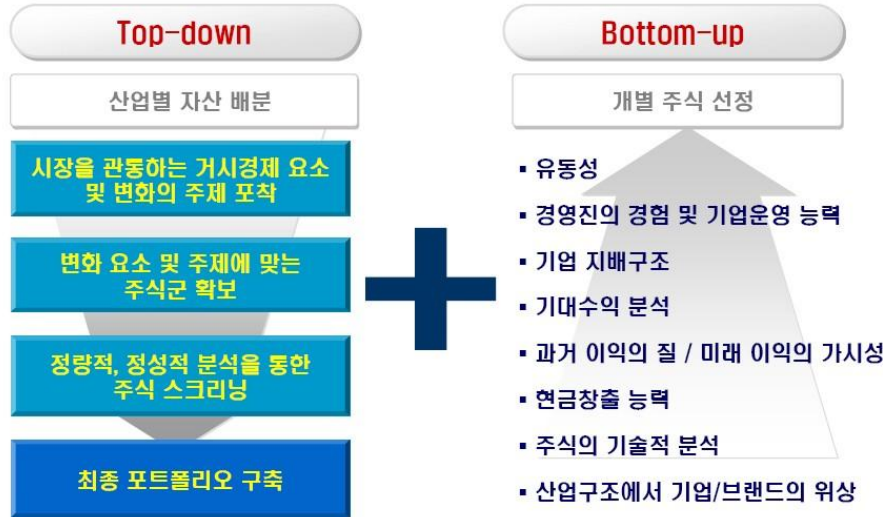 Top-down
산업별 자산 배분
시장을 관통하는 거시경제 요소
및 변화의 주제 포착
변화 요소 및 주제에 맞는
주식군 확보
정량적, 정성적 분석을 통한
주식 스크리닝
최종 포트폴리오 구축
Bottom-up
개별 주식 선정
▪ 유동성
▪ 경영진의 경험 및 기업운영 능력
▪ 기업 지배구조
▪ 기대수익 분석
▪ 과거 이익의 질 / 미래 이익의 가시성
▪ 현금창출 능력
▪ 주식의 기술적 분석
▪ 산업구조에서 기업/브랜드의 위상